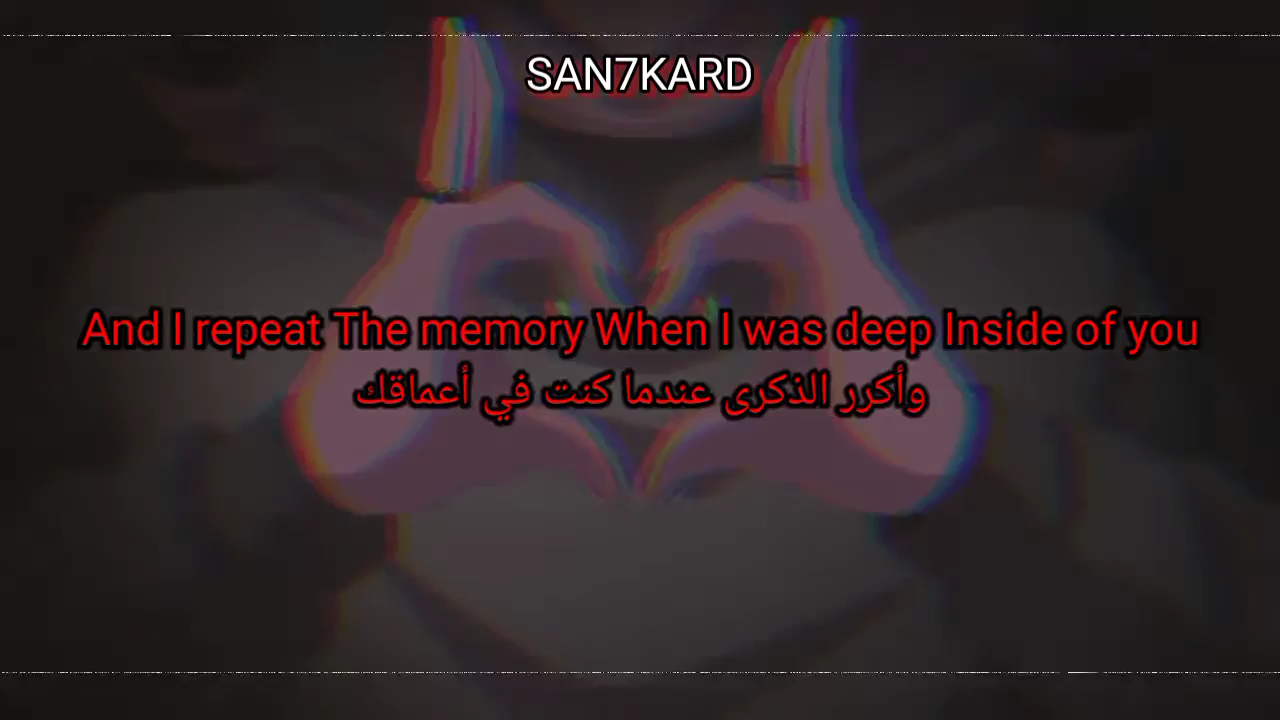 SAN7KARD
And I repeat The memory When I was deep Inside of you
وأكرر الذكرى عندما كنت في أعماقك